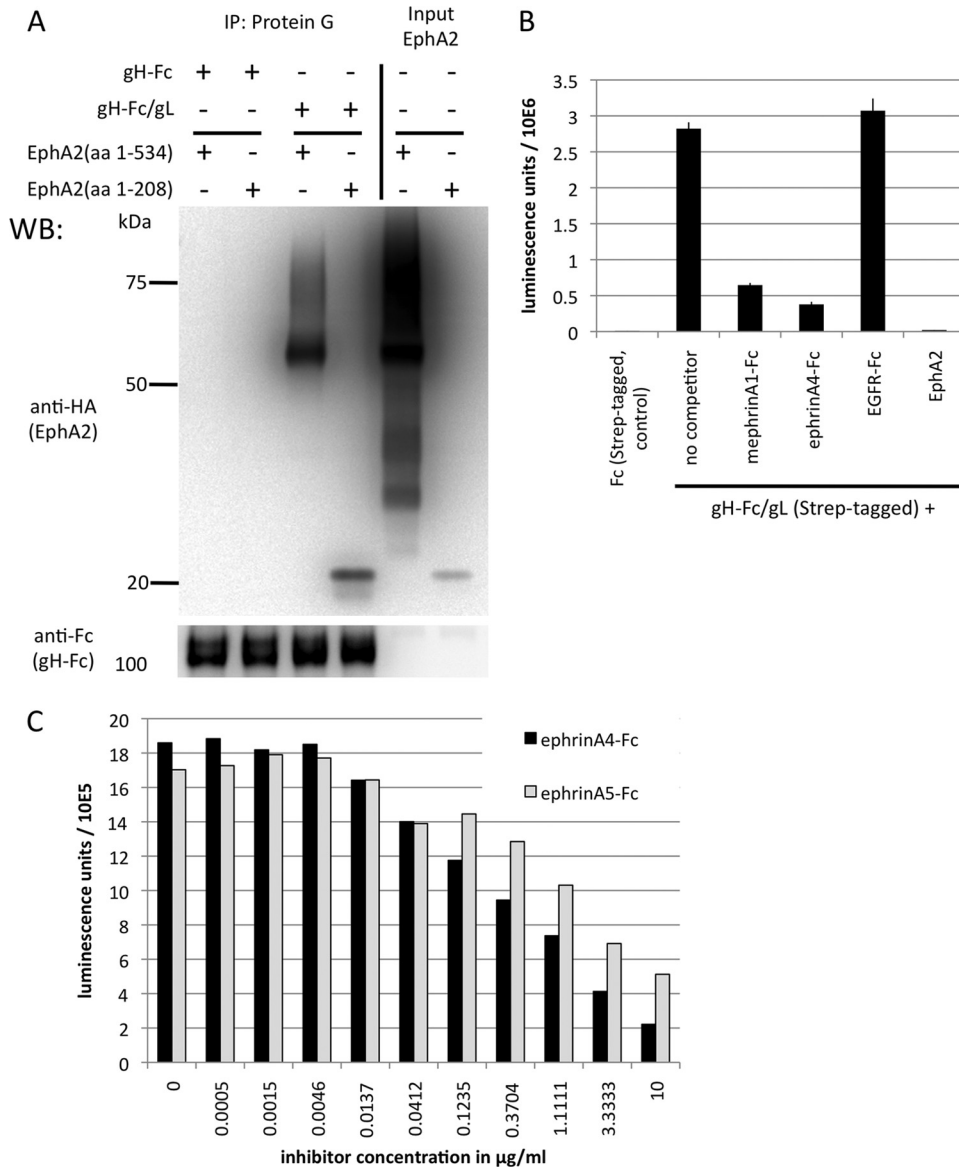 A
IP: Protein G
Input
EphA2
gH-Fc + + - - - -
gH-Fc/gL - - + + - -
EphA2(aa 1-534) + - + - + -
EphA2(aa 1-208) - + - + - +
WB:
kDa
75
50
anti-HA
(EphA2)
20
anti-Fc
(gH-Fc)
100
B
3.5
3
2.5
2
1.5
1
0.5
0
luminescence units / 10E6
Fc (Strep-tagged,
control)
no competitor
mephrinA1-Fc
ephrinA4-Fc
EGFR-Fc
EphA2
gH-Fc/gL (Strep-tagged) +
C
20
18
16
14
12
10
8
6
4
2
0
luminescence units / 10E5
ephrinA4-Fc
ephrinA5-Fc
0
0.0005
0.0015
0.0046
0.0137
0.0412
0.1235
0.3704
1.1111
3.3333
10
inhibitor concentration in µg/ml